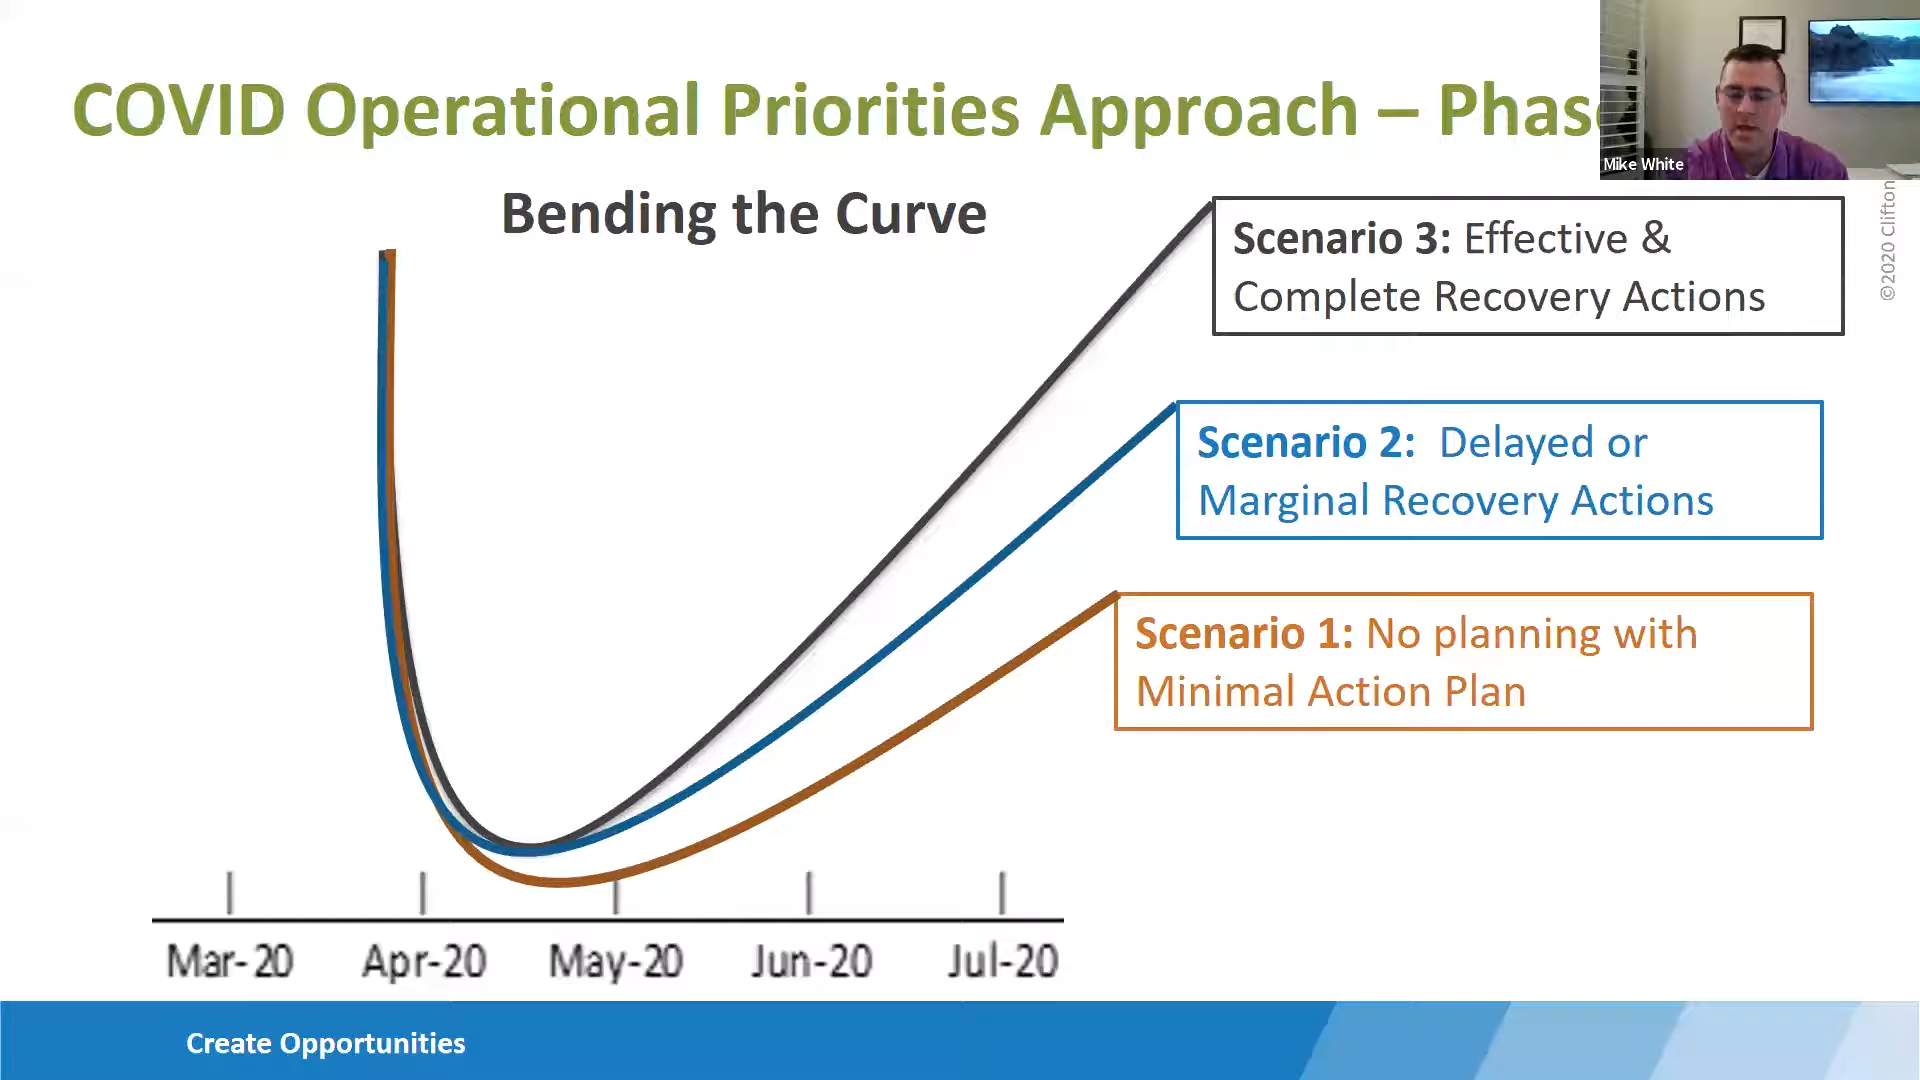 COVID Operational Priorities Approach – Phase
Mike White
Bending the Curve
©2020 Clifton
Scenario 3: Effective &
Complete Recovery Actions
Scenario 2:  Delayed or
Marginal Recovery Actions
Scenario 1: No planning with
Minimal Action Plan
Mar-20
Apr-20
May-20
Jun-20
Jul-20
Create Opportunities